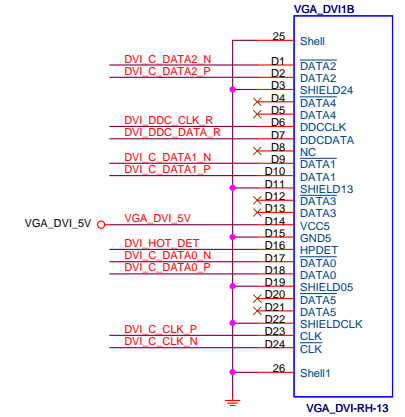 VGA_DVI1B
25 Shell
DVI_C_DATA2_N D1 DATA2
DVI_C_DATA2_P D2 DATA2
D3 SHIELD24
D4 DATA4
D5 DATA4
DVI_DDC_CLK_R D6 DDCCLK
DVI_DDC_DATA_R D7 DDCDATA
D8 NC
DVI_C_DATA1_N D9 DATA1
DVI_C_DATA1_P D10 DATA1
D11 SHIELD13
D12 DATA3
D13 DATA3
VGA_DVI_5V VGA_DVI_5V D14 VCC5
D15 GND5
DVI_HOT_DET D16 HPDET
DVI_C_DATA0_N D17 DATA0
DVI_C_DATA0_P D18 DATA0
D19 SHIELD05
D20 DATA5
D21 DATA5
D22 SHIELDCLK
DVI_C_CLK_P D23 CLK
DVI_C_CLK_N D24 CLK
26 Shell1
VGA_DVI-RH-13